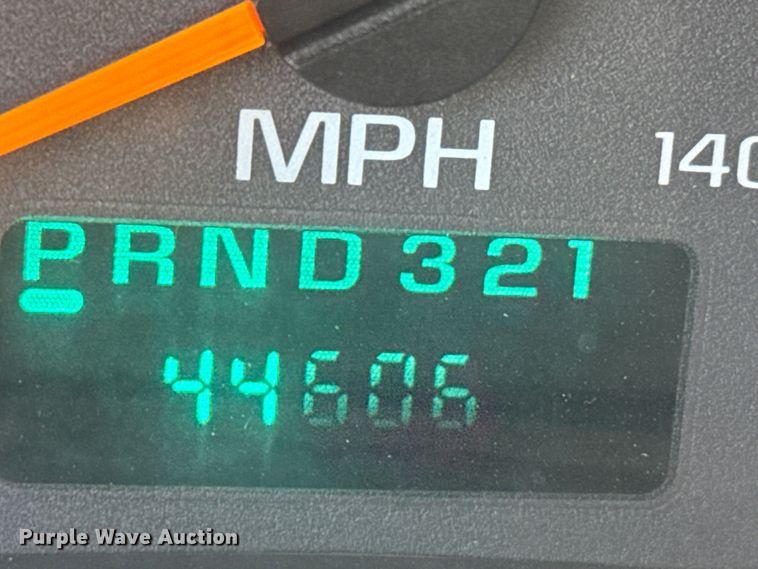 MPH
140
PRND321
44606
Purple Wave Auction